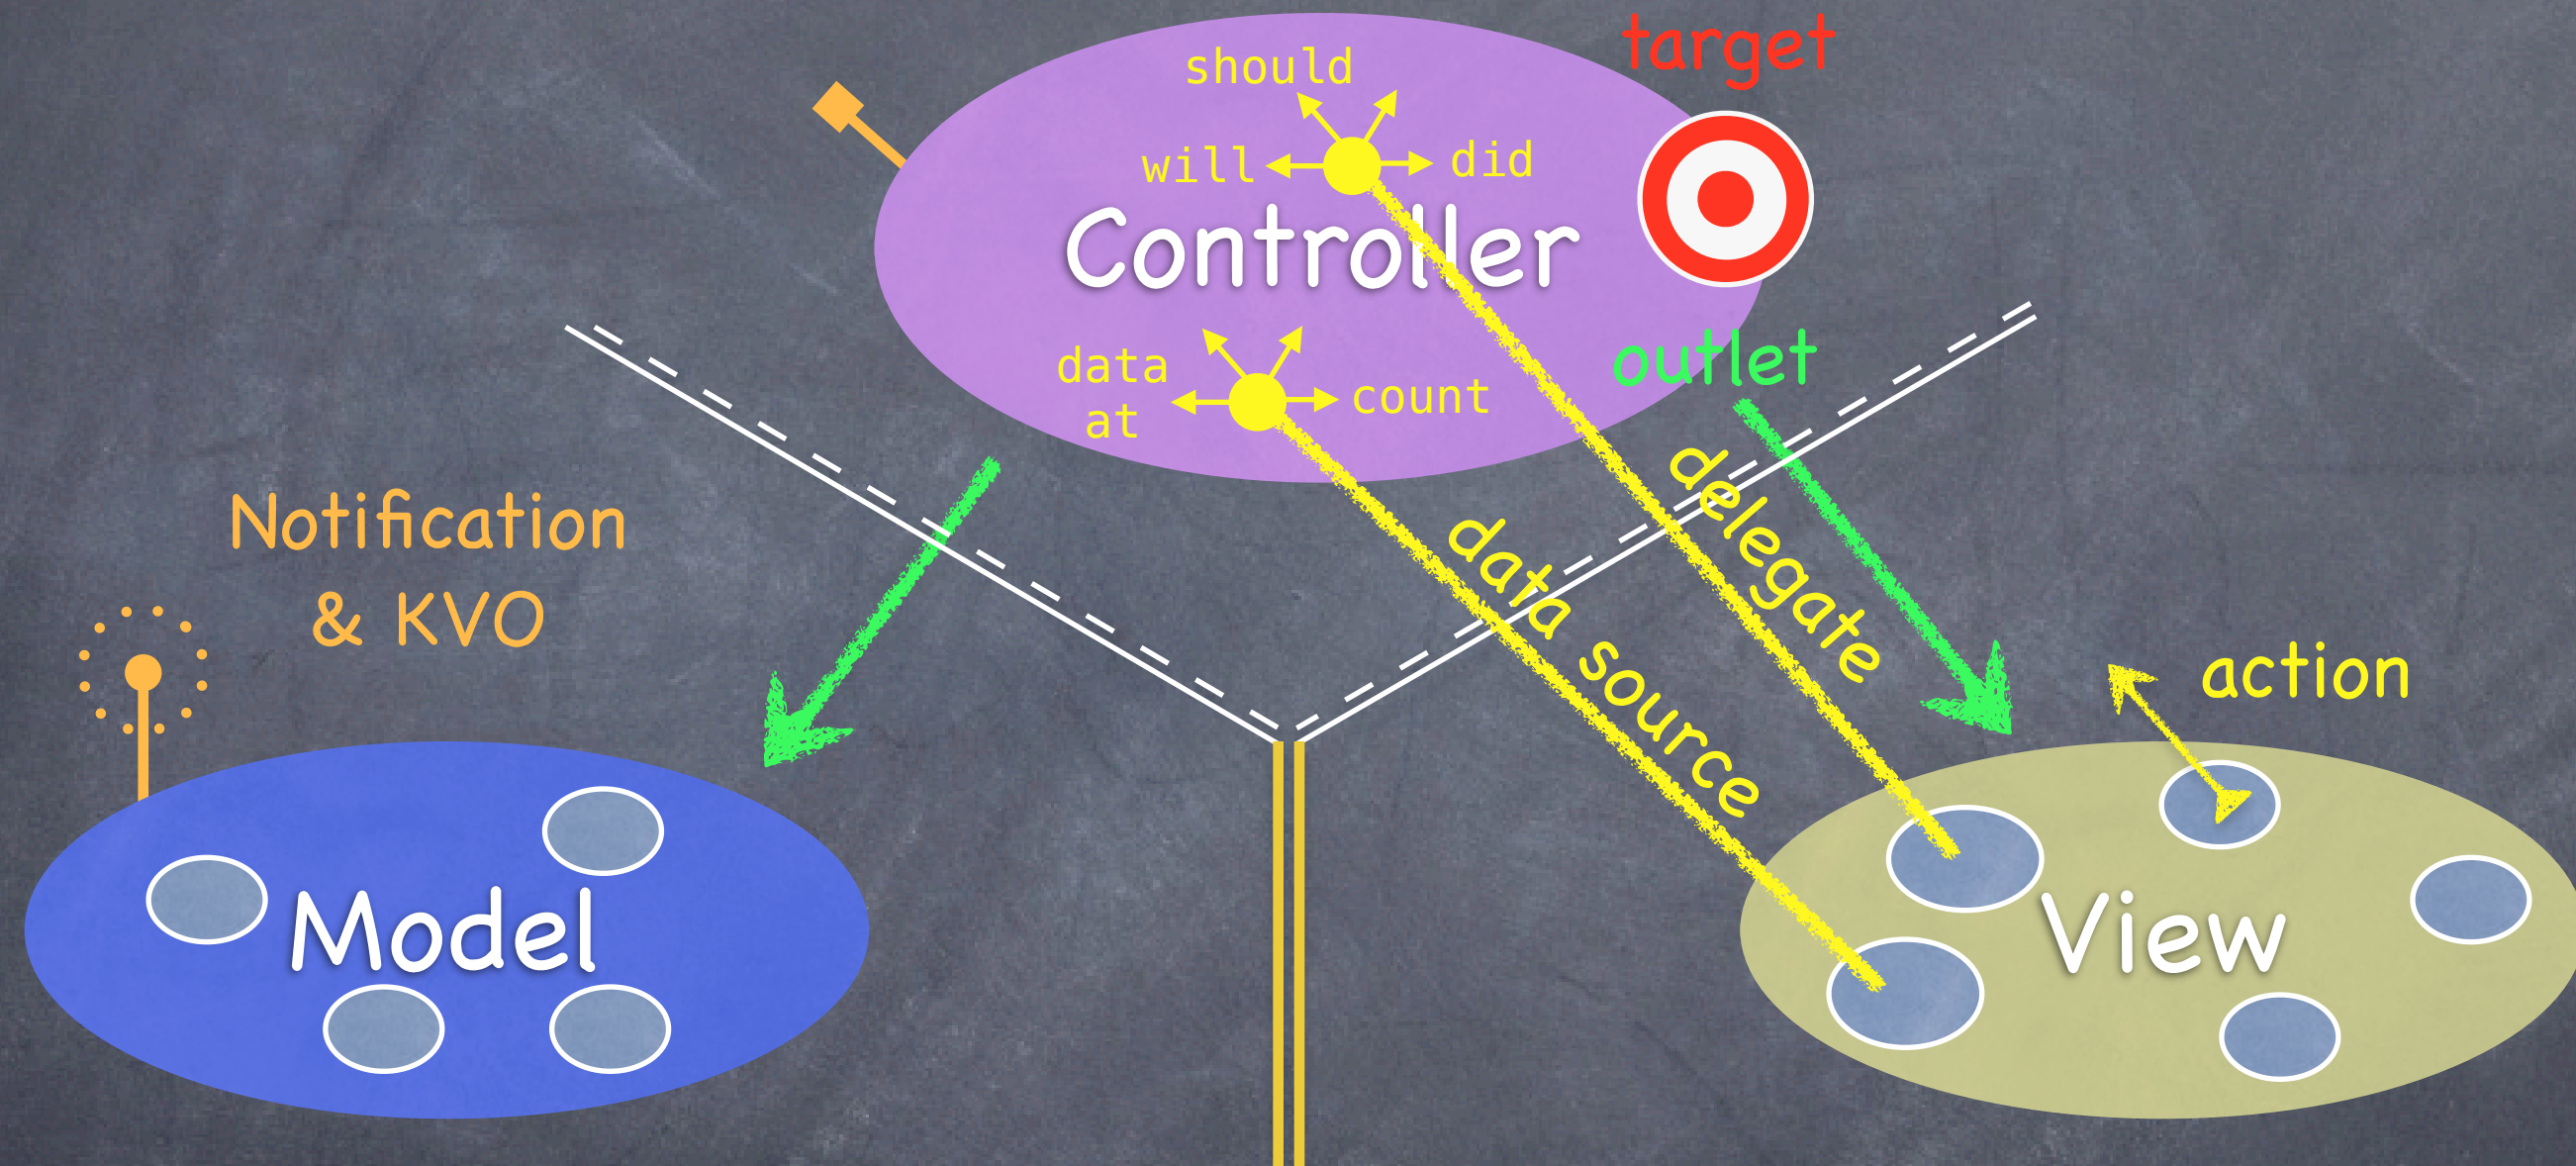 target
should
will
did
Controller
outlet
data
at
count
delegate
data source
Notification
& KVO
action
Model
View